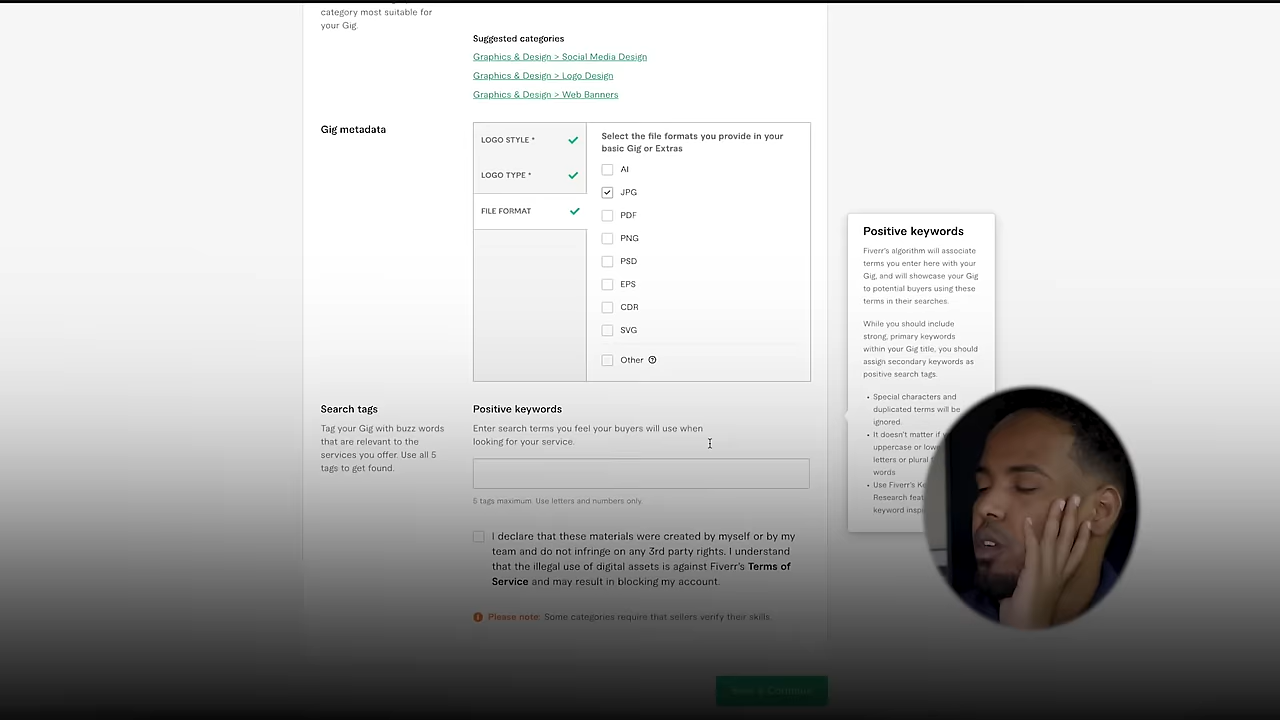 category most suitable for
your Gig.
Suggested categories
Graphics & Design > Social Media Design
Graphics & Design > Logo Design
Graphics & Design > Web Banners
Gig metadata
LOGO STYLE *
LOGO TYPE *
FILE FORMAT
Select the file formats you provide in your
basic Gig or Extras
AI
JPG
PDF
PNG
PSD
EPS
CDR
SVG
Other
Search tags
Tag your Gig with buzz words
that are relevant to the
services you offer. Use all 5
tags to get found.
Positive keywords
Enter search terms you feel your buyers will use when
looking for your service.
5 tags maximum. Use letters and numbers only.
I declare that these materials were created by myself or by my
team and do not infringe on any 3rd party rights. I understand
that the illegal use of digital assets is against Fiverr's Terms of
Service and may result in blocking my account.
Please note: Some categories require that sellers verify their skills.
Save & Continue
Positive keywords
Fiverr's algorithm will associate
terms you enter here with your
Gig, and will showcase your Gig
to potential buyers using these
terms in their searches.
While you should include
strong, primary keywords
within your Gig title, you should
assign secondary keywords as
positive search tags.
• Special characters and
duplicated terms will be
ignored.
• It doesn't matter if
uppercase or
letters or plural
words
• Use Fiverr's
Research
keyword